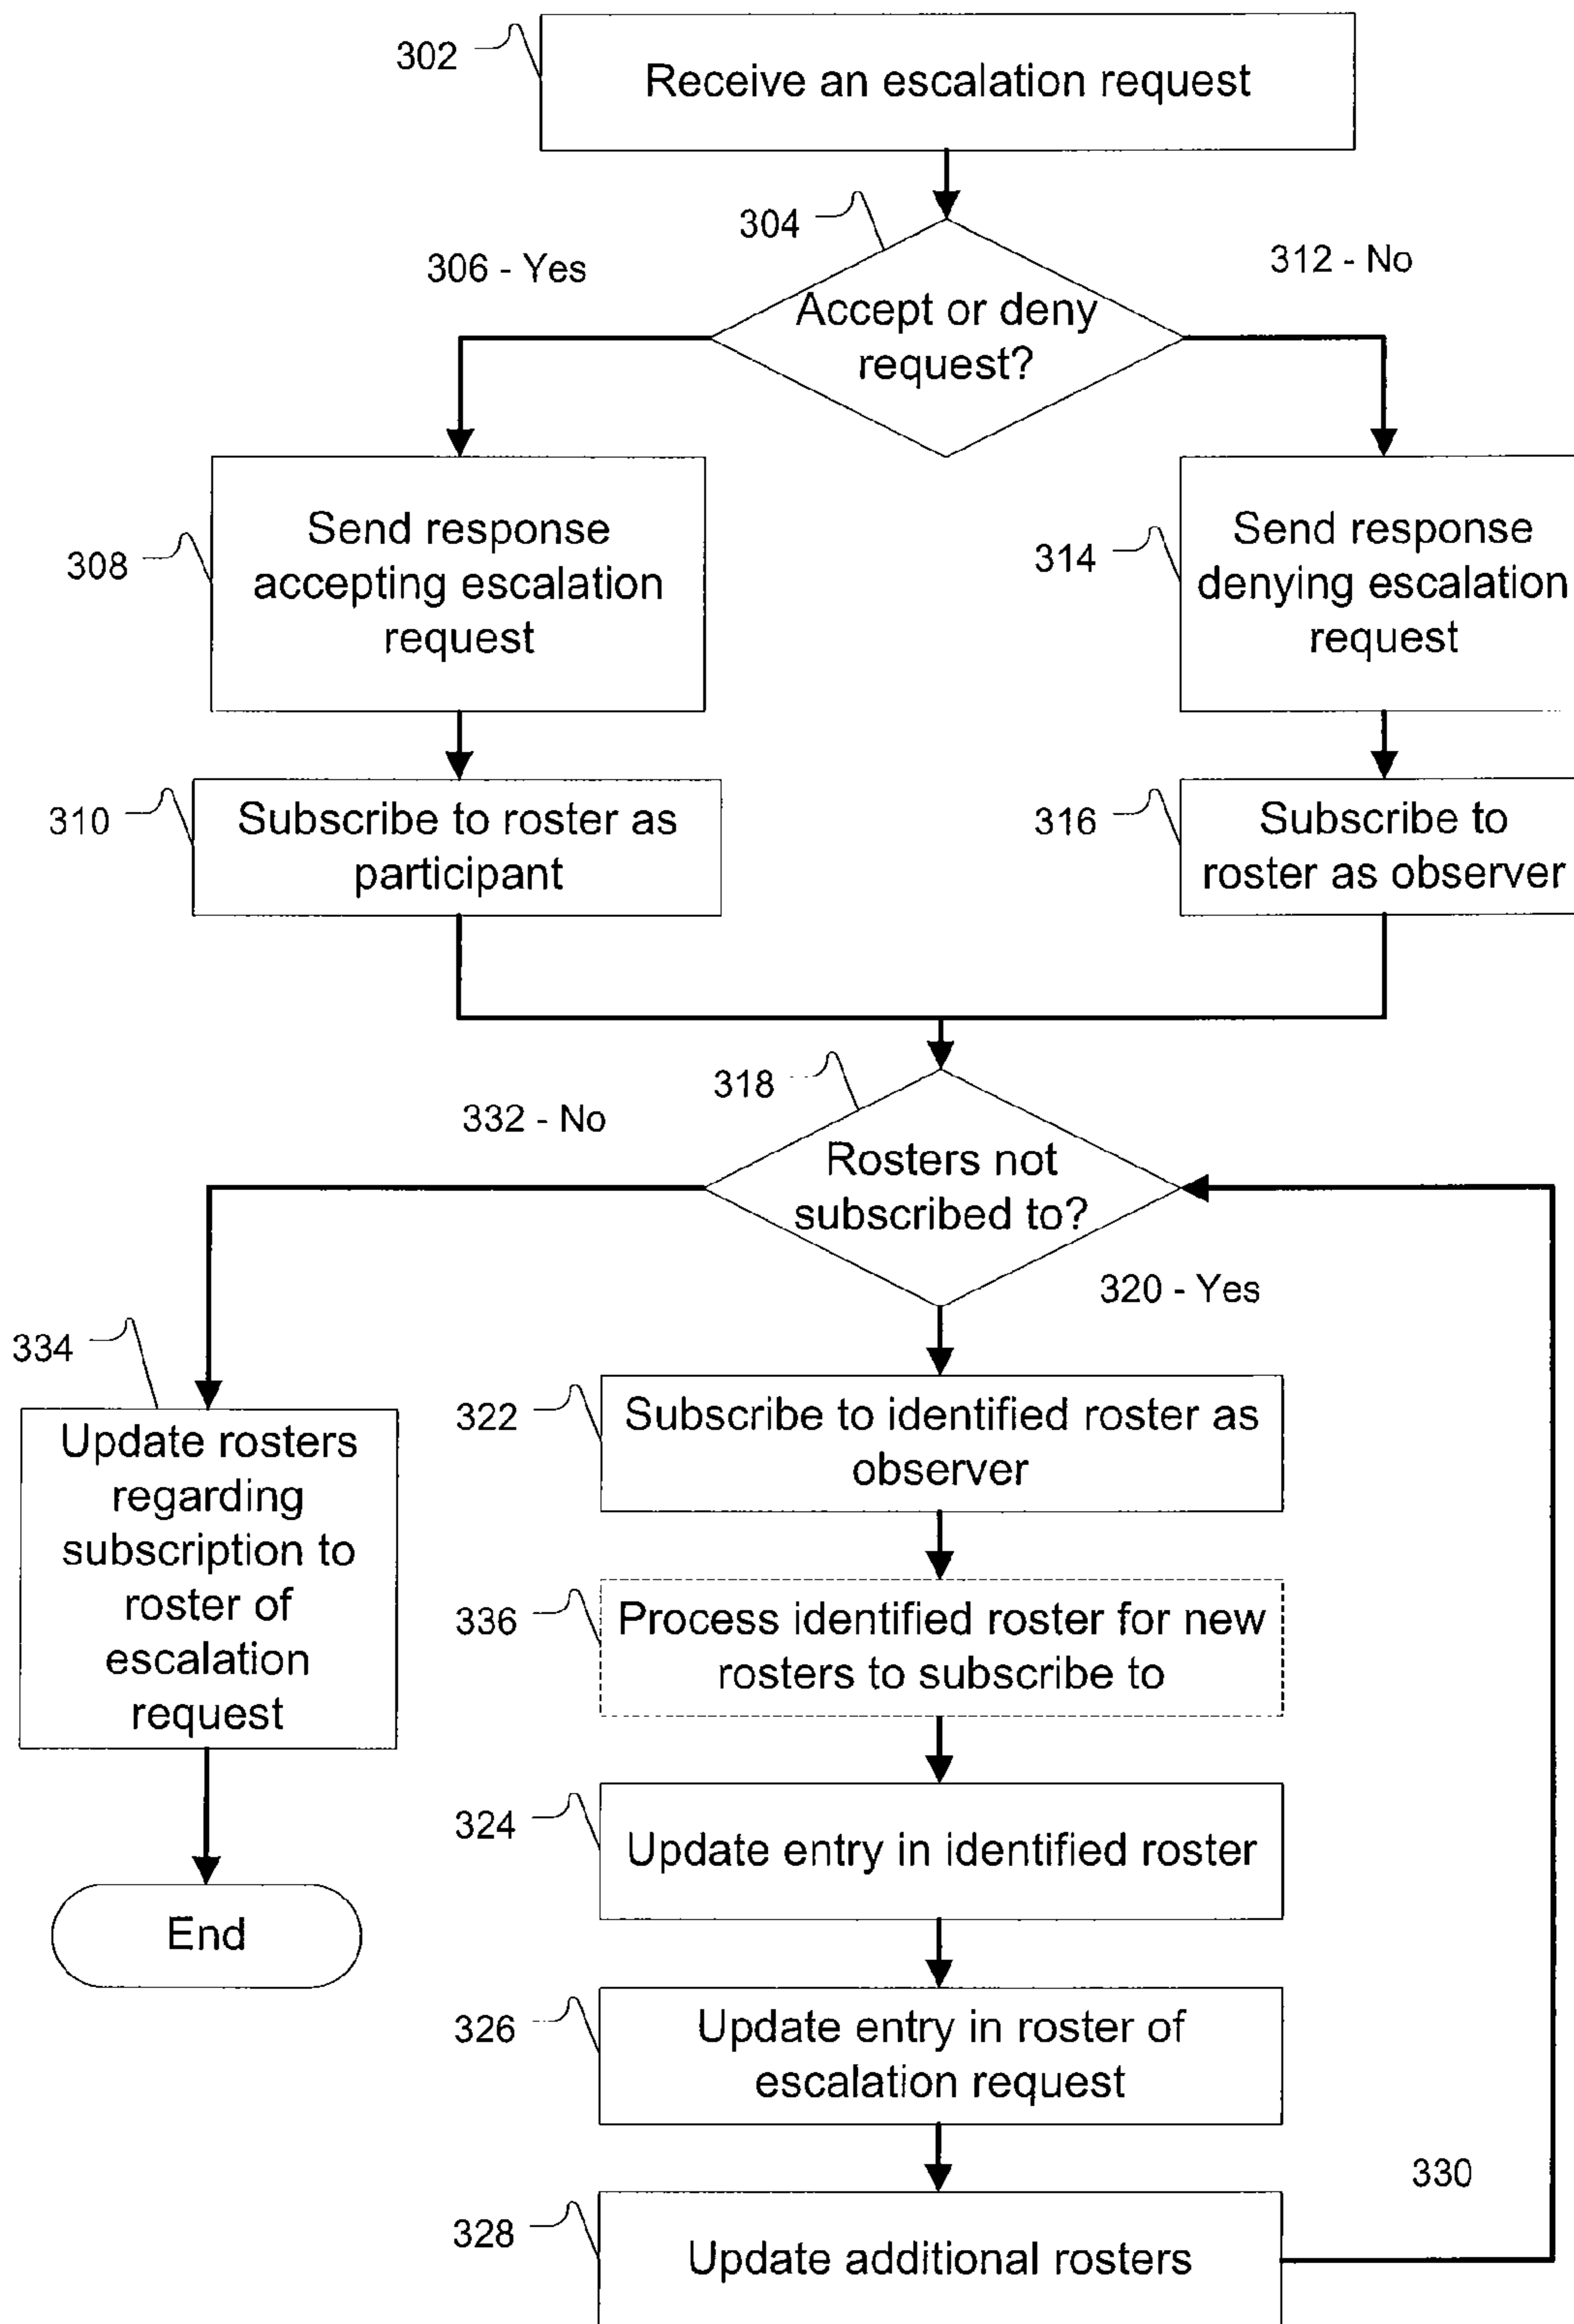 302
Receive an escalation request
304
306 - Yes
312 - No
Accept or deny
request?
308
Send response
accepting escalation
request
314
Send response
denying escalation
request
310
Subscribe to roster as
participant
316
Subscribe to
roster as observer
318
332 - No
Rosters not
subscribed to?
320 - Yes
334
Update rosters
regarding
subscription to
roster of
escalation
request
End
322
Subscribe to identified roster as
observer
336
Process identified roster for new
rosters to subscribe to
324
Update entry in identified roster
326
Update entry in roster of
escalation request
330
328
Update additional rosters